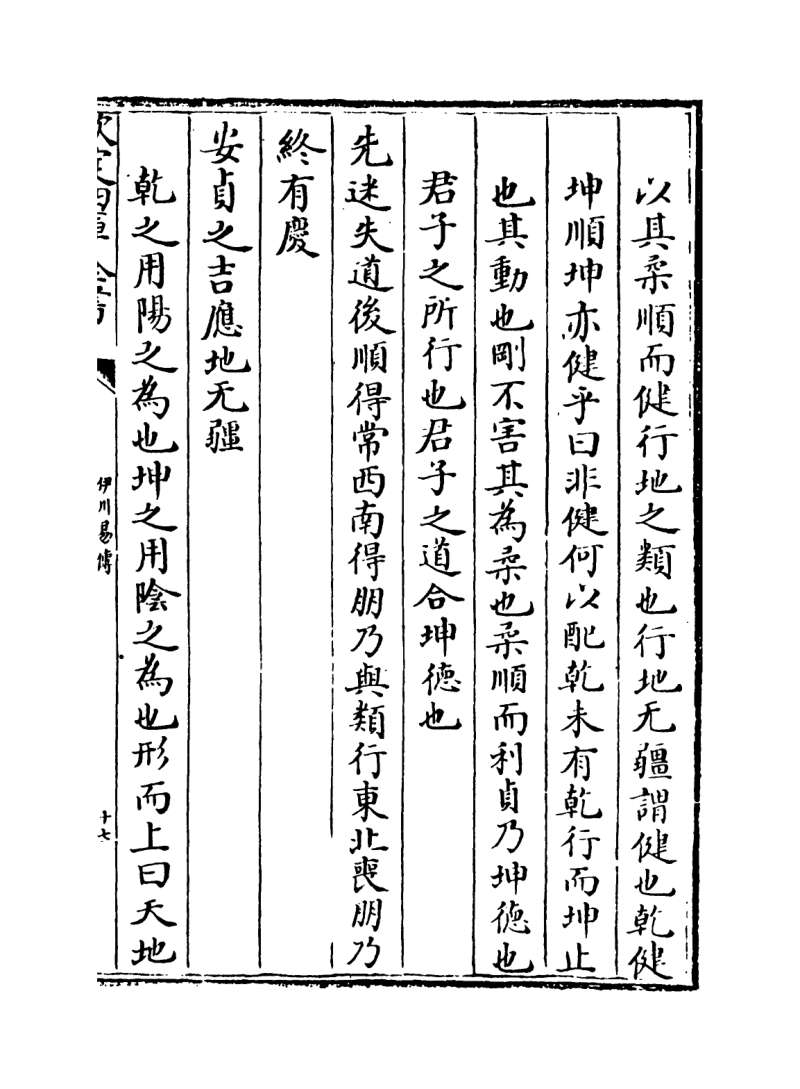 以其柔順而健行地之類也行地无疆謂健也乾健
坤順坤亦健乎曰非健何以配乾未有乾行而坤止
也其動也剛不害其為柔也柔順而利貞乃坤德也
君子之所行也君子之道合坤德也
先迷失道後順得常西南得朋乃與類行東北喪朋乃
終有慶
安貞之吉應地无疆
乾之用陽之為也坤之用陰之為也形而上曰天地
欽定四庫全書
伊川易傳
十七